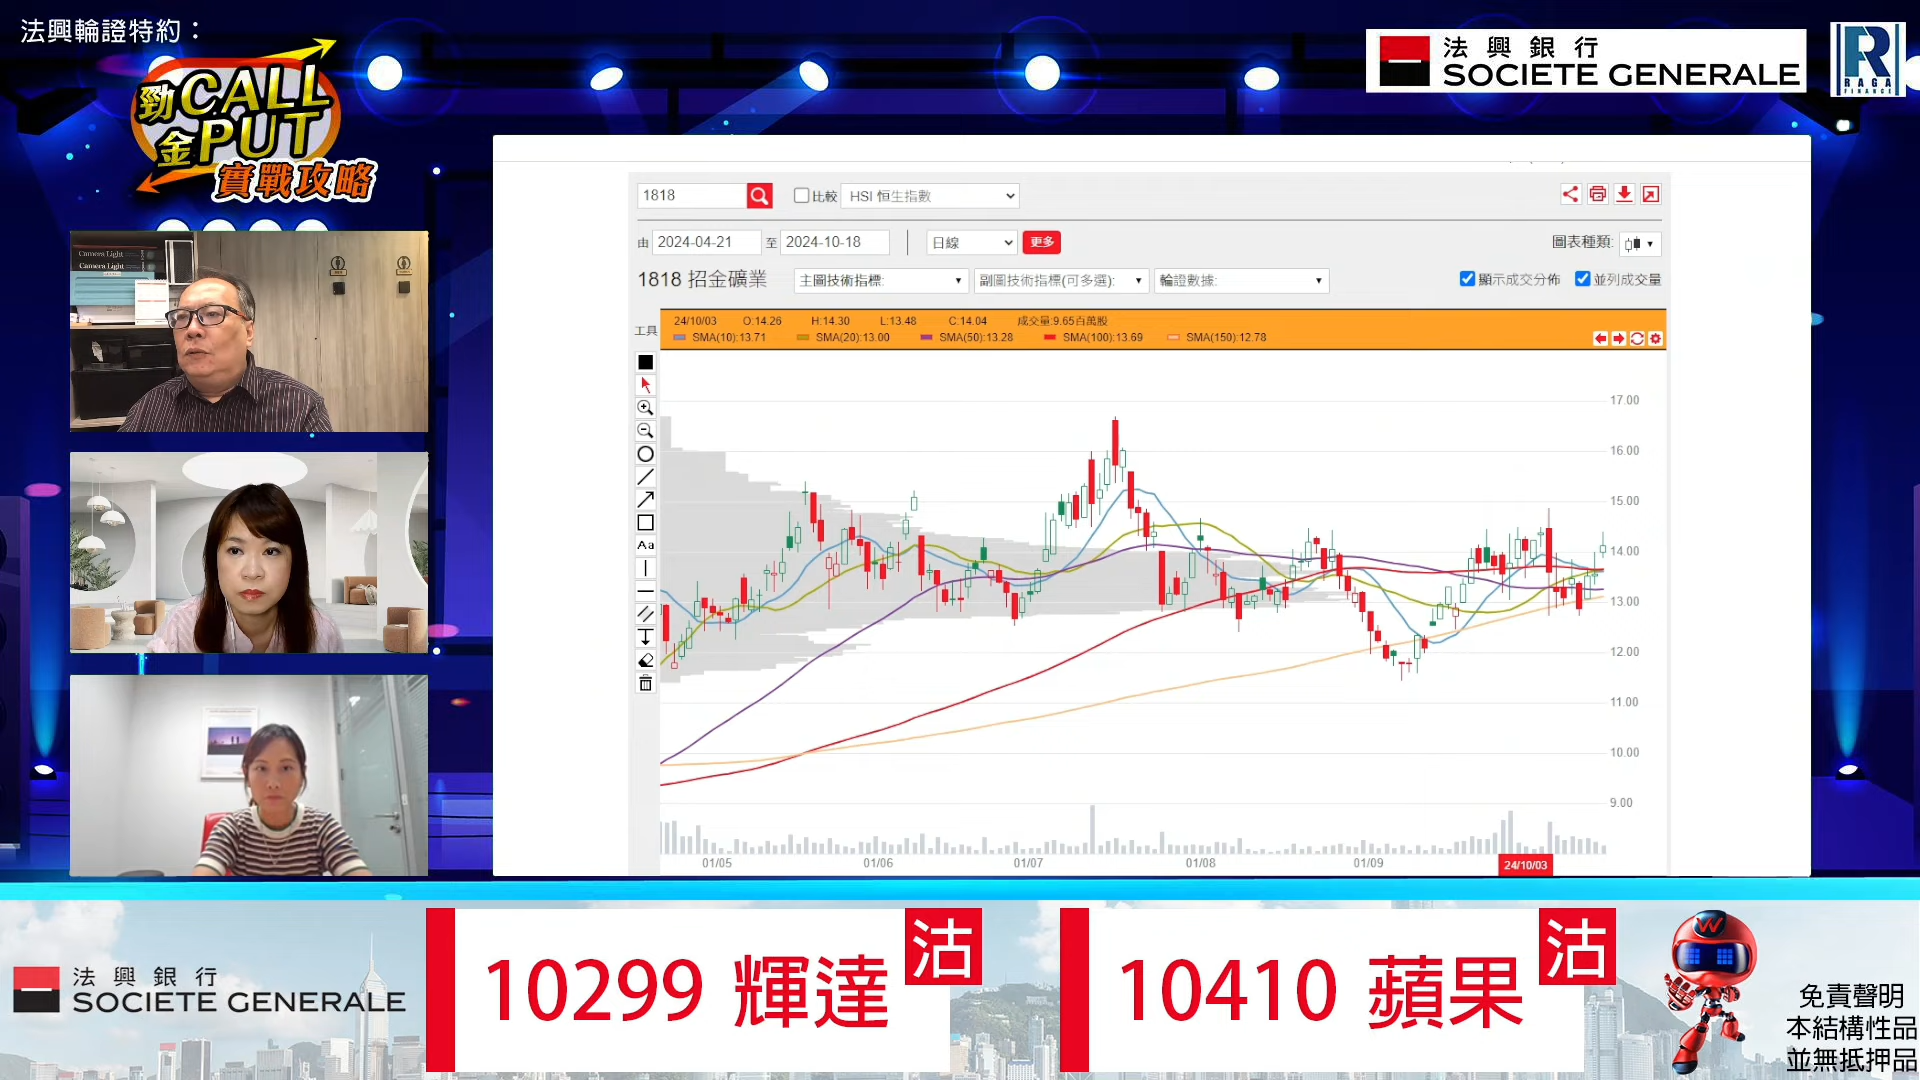 法興輪證特約：
勁CALL
金PUT
實戰攻略
法興銀行
SOCIETE GENERALE
R
RAGA
FINANCE
Camera Light
Camera Light
1818
比較
HSI 恒生指數
由
2024-04-21
至
2024-10-18
日線
更多
圖表種類:
1818 招金礦業
主圖技術指標:
副圖技術指標(可多選):
輪證數據:
顯示成交分佈
並列成交量
工具
24/10/03 O:14.26 H:14.30 L:13.48 C:14.04 成交量:9.65百萬股
SMA(10):13.71 SMA(20):13.00 SMA(50):13.28 SMA(100):13.69 SMA(150):12.78
Aa
17.00
16.00
15.00
14.00
13.00
12.00
11.00
10.00
9.00
01/05 01/06 01/07 01/08 01/09 24/10/03
法興銀行
SOCIETE GENERALE
10299 輝達 沽
10410 蘋果 沽
W
免責聲明
本結構性品
並無抵押品